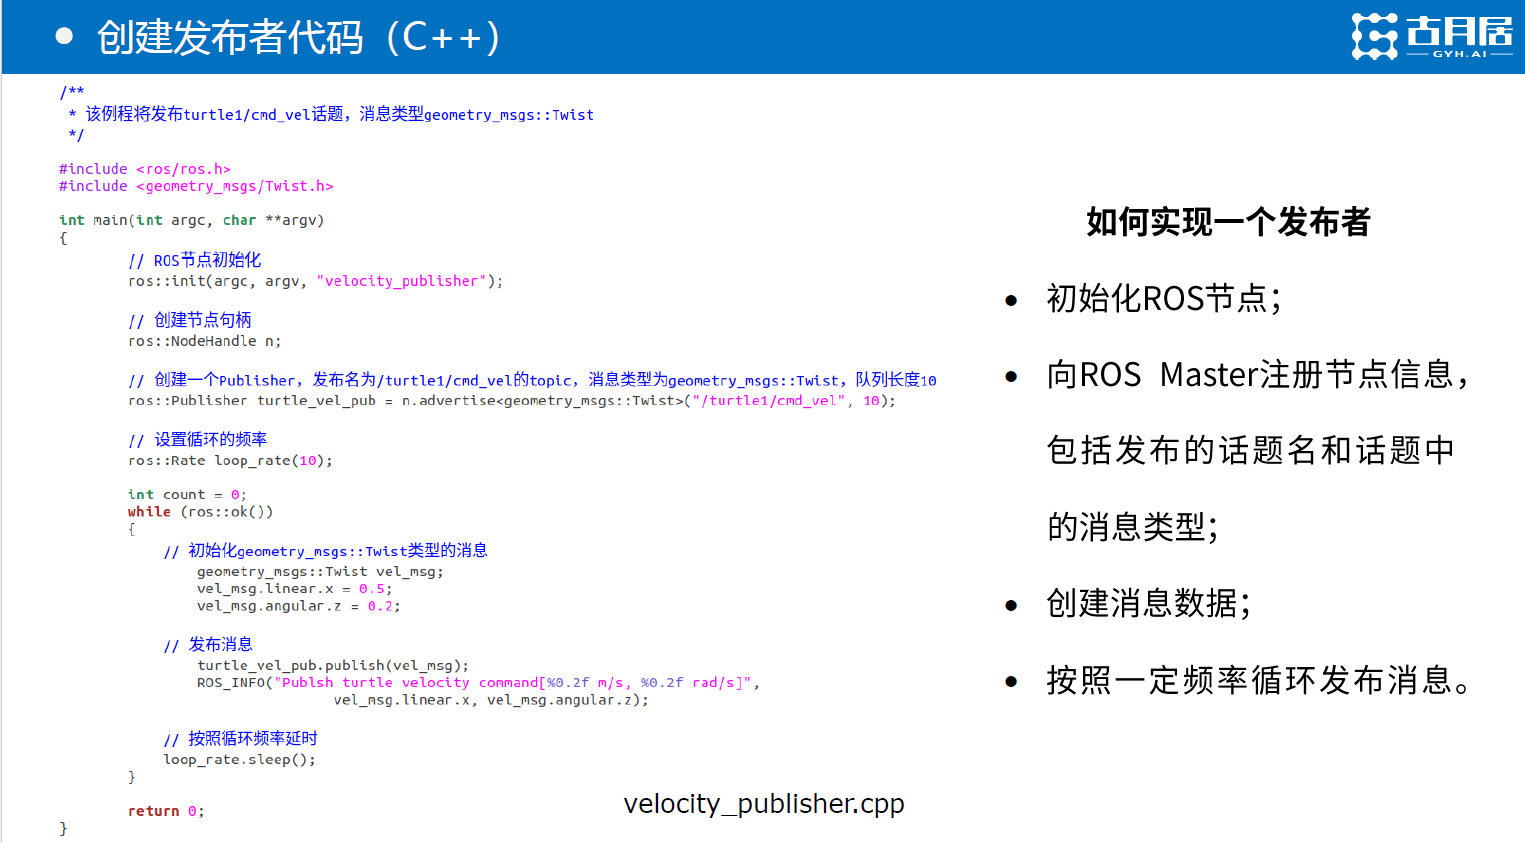 创建发布者代码（C++）
古月居
GYH.AI
/**
* 该例程将发布turtle1/cmd_vel话题，消息类型geometry_msgs::Twist
*/
#include <ros/ros.h>
#include <geometry_msgs/Twist.h>
int main(int argc, char **argv)
{
// ROS节点初始化
ros::init(argc, argv, "velocity_publisher");
// 创建节点句柄
ros::NodeHandle n;
// 创建一个Publisher，发布名为/turtle1/cmd_vel的topic，消息类型为geometry_msgs::Twist，队列长度10
ros::Publisher turtle_vel_pub = n.advertise<geometry_msgs::Twist>("/turtle1/cmd_vel", 10);
// 设置循环的频率
ros::Rate loop_rate(10);
int count = 0;
while (ros::ok())
{
// 初始化geometry_msgs::Twist类型的消息
geometry_msgs::Twist vel_msg;
vel_msg.linear.x = 0.5;
vel_msg.angular.z = 0.2;
// 发布消息
turtle_vel_pub.publish(vel_msg);
ROS_INFO("Publsh turtle velocity command[%0.2f m/s, %0.2f rad/s]",
vel_msg.linear.x, vel_msg.angular.z);
// 按照循环频率延时
loop_rate.sleep();
}
return 0;
}
velocity_publisher.cpp
如何实现一个发布者
初始化ROS节点；
向ROS Master注册节点信息，
包括发布的话题名和话题中
的消息类型；
创建消息数据；
按照一定频率循环发布消息。